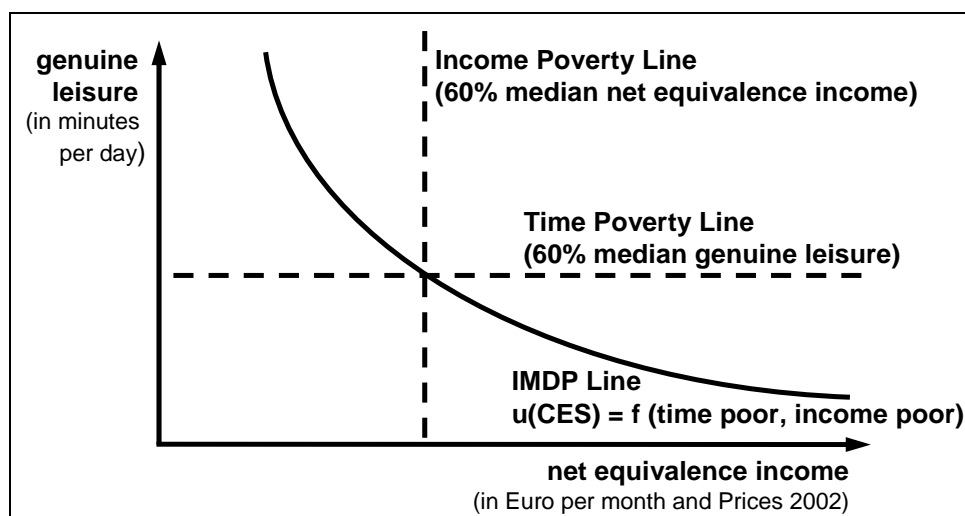 genuine
leisure
(in minutes
per day)
Income Poverty Line
(60% median net equivalence income)
Time Poverty Line
(60% median genuine leisure)
IMDP Line
u(CES) = f (time poor, income poor)
net equivalence income
(in Euro per month and Prices 2002)